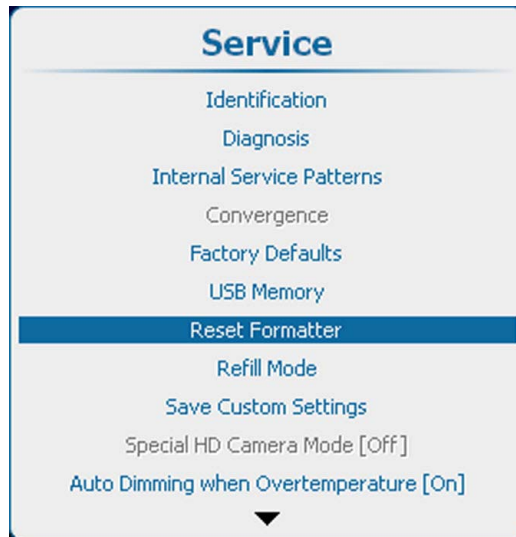 Service
Identification
Diagnosis
Internal Service Patterns
Convergence
Factory Defaults
USB Memory
Reset Formatter
Refill Mode
Save Custom Settings
Special HD Camera Mode [Off]
Auto Dimming when Overtemperature [On]